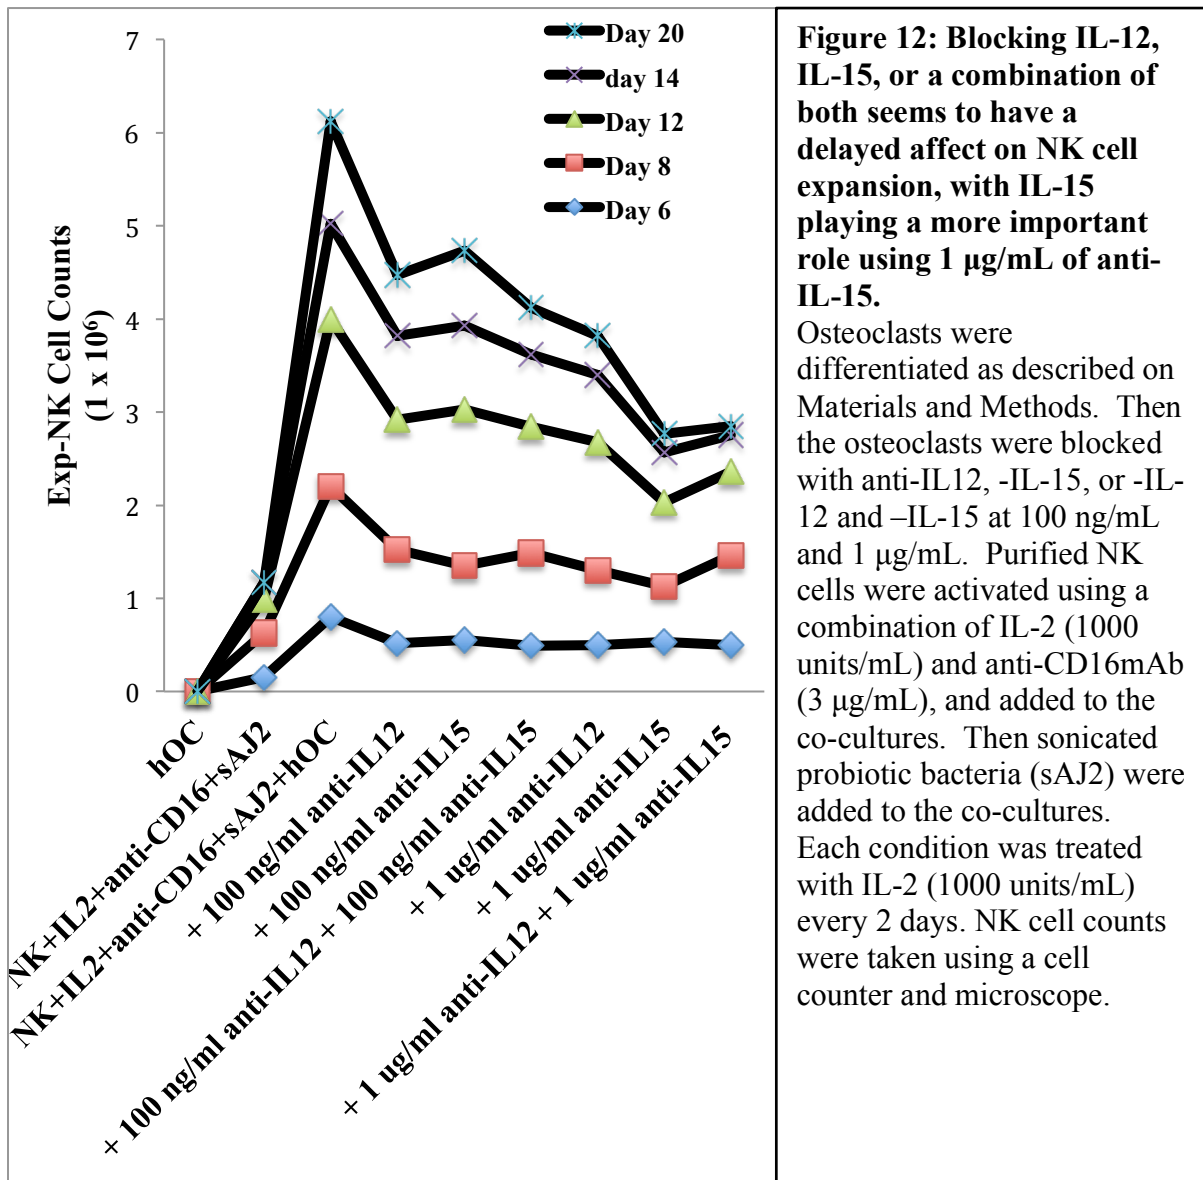 7
6
5
4
3
2
1
0
Exp-NK Cell Counts
(1 x 10⁶)
Day 20
day 14
Day 12
Day 8
Day 6
hOC
NK+IL2+anti-CD16+sAJ2
NK+IL2+anti-CD16+sAJ2+hOC
+ 100 ng/ml anti-IL12
+ 100 ng/ml anti-IL15
+ 100 ng/ml anti-IL12 + 100 ng/ml anti-IL15
+ 1 ug/ml anti-IL12
+ 1 ug/ml anti-IL15
+ 1 ug/ml anti-IL12 + 1 ug/ml anti-IL15
Figure 12: Blocking IL-12,
IL-15, or a combination of
both seems to have a
delayed affect on NK cell
expansion, with IL-15
playing a more important
role using 1 µg/mL of anti-
IL-15.
Osteoclasts were
differentiated as described on
Materials and Methods.  Then
the osteoclasts were blocked
with anti-IL12, -IL-15, or -IL-
12 and –IL-15 at 100 ng/mL
and 1 µg/mL.  Purified NK
cells were activated using a
combination of IL-2 (1000
units/mL) and anti-CD16mAb
(3 µg/mL), and added to the
co-cultures.  Then sonicated
probiotic bacteria (sAJ2) were
added to the co-cultures.
Each condition was treated
with IL-2 (1000 units/mL)
every 2 days. NK cell counts
were taken using a cell
counter and microscope.